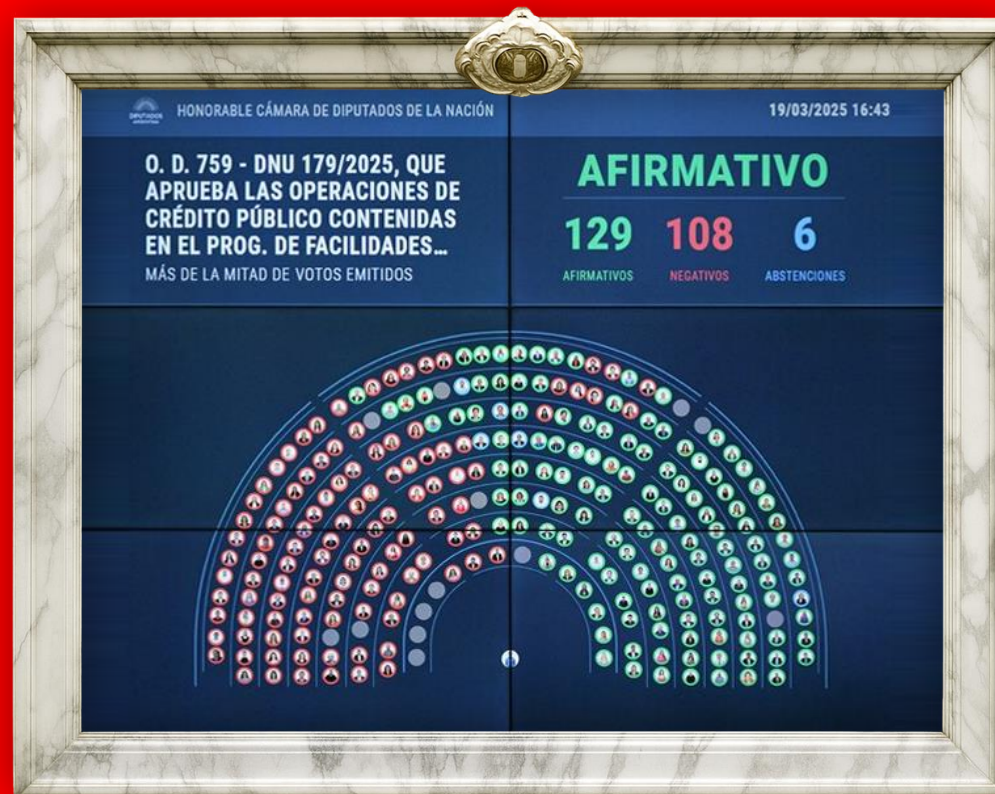 DIPUTADOS
ARGENTINA
HONORABLE CÁMARA DE DIPUTADOS DE LA NACIÓN
19/03/2025 16:43
O. D. 759 - DNU 179/2025, QUE
APRUEBA LAS OPERACIONES DE
CRÉDITO PÚBLICO CONTENIDAS
EN EL PROG. DE FACILIDADES...
MÁS DE LA MITAD DE VOTOS EMITIDOS
AFIRMATIVO
129 108 6
AFIRMATIVOS NEGATIVOS ABSTENCIONES